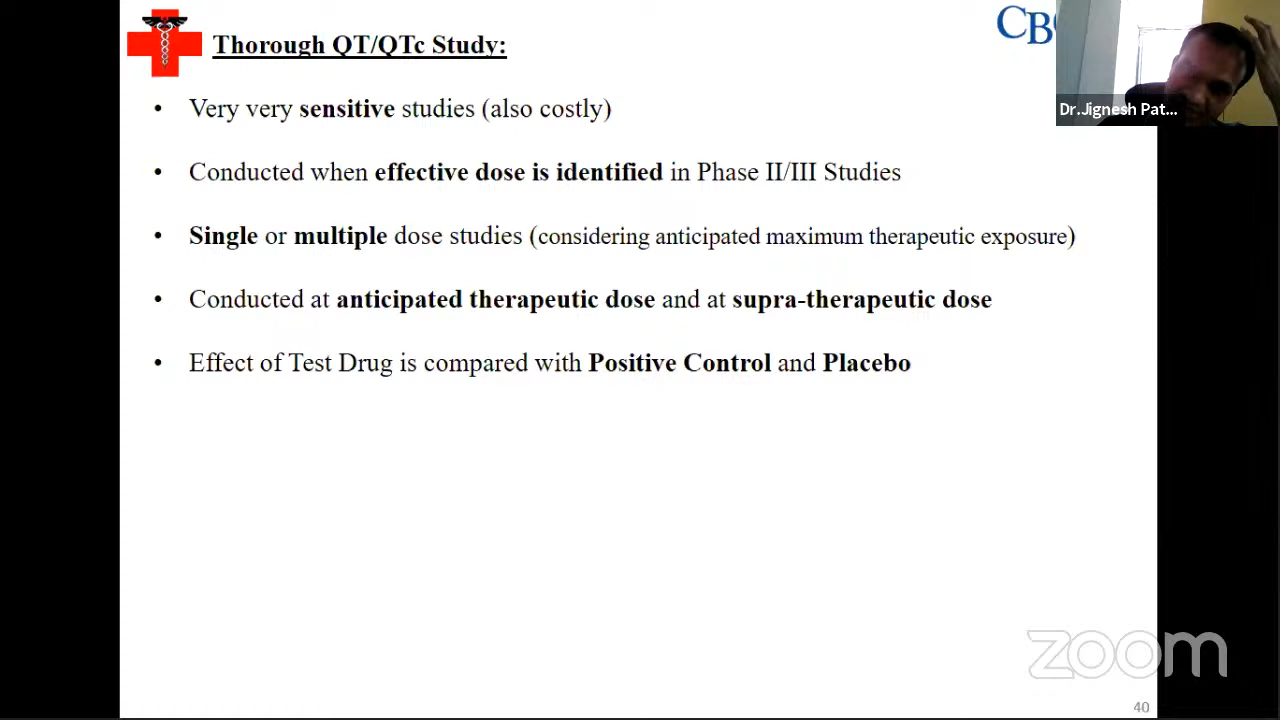 Thorough QT/QTc Study:
CB
Dr.Jignesh Pat...
• Very very sensitive studies (also costly)
• Conducted when effective dose is identified in Phase II/III Studies
• Single or multiple dose studies (considering anticipated maximum therapeutic exposure)
• Conducted at anticipated therapeutic dose and at supra-therapeutic dose
• Effect of Test Drug is compared with Positive Control and Placebo
zoom
40